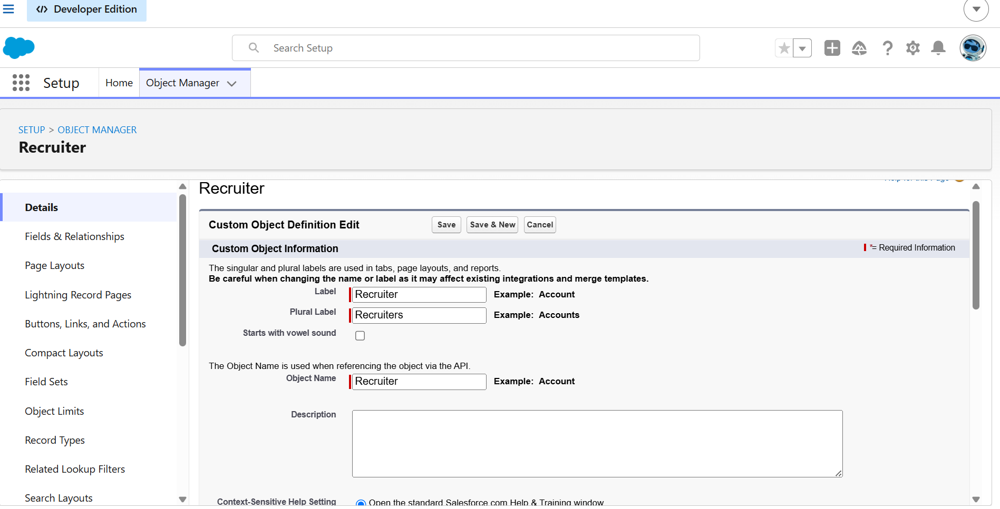 Developer Edition
Search Setup
Setup
Home
Object Manager
SETUP > OBJECT MANAGER
Recruiter
Details
Fields & Relationships
Page Layouts
Lightning Record Pages
Buttons, Links, and Actions
Compact Layouts
Field Sets
Object Limits
Record Types
Related Lookup Filters
Search Layouts
Recruiter
Help for this Page
Custom Object Definition Edit
Save
Save & New
Cancel
Custom Object Information
*= Required Information
The singular and plural labels are used in tabs, page layouts, and reports.
Be careful when changing the name or label as it may affect existing integrations and merge templates.
Label
Recruiter
Example: Account
Plural Label
Recruiters
Example: Accounts
Starts with vowel sound
The Object Name is used when referencing the object via the API.
Object Name
Recruiter
Example: Account
Description
Context-Sensitive Help Setting
Open the standard Salesforce.com Help & Training window